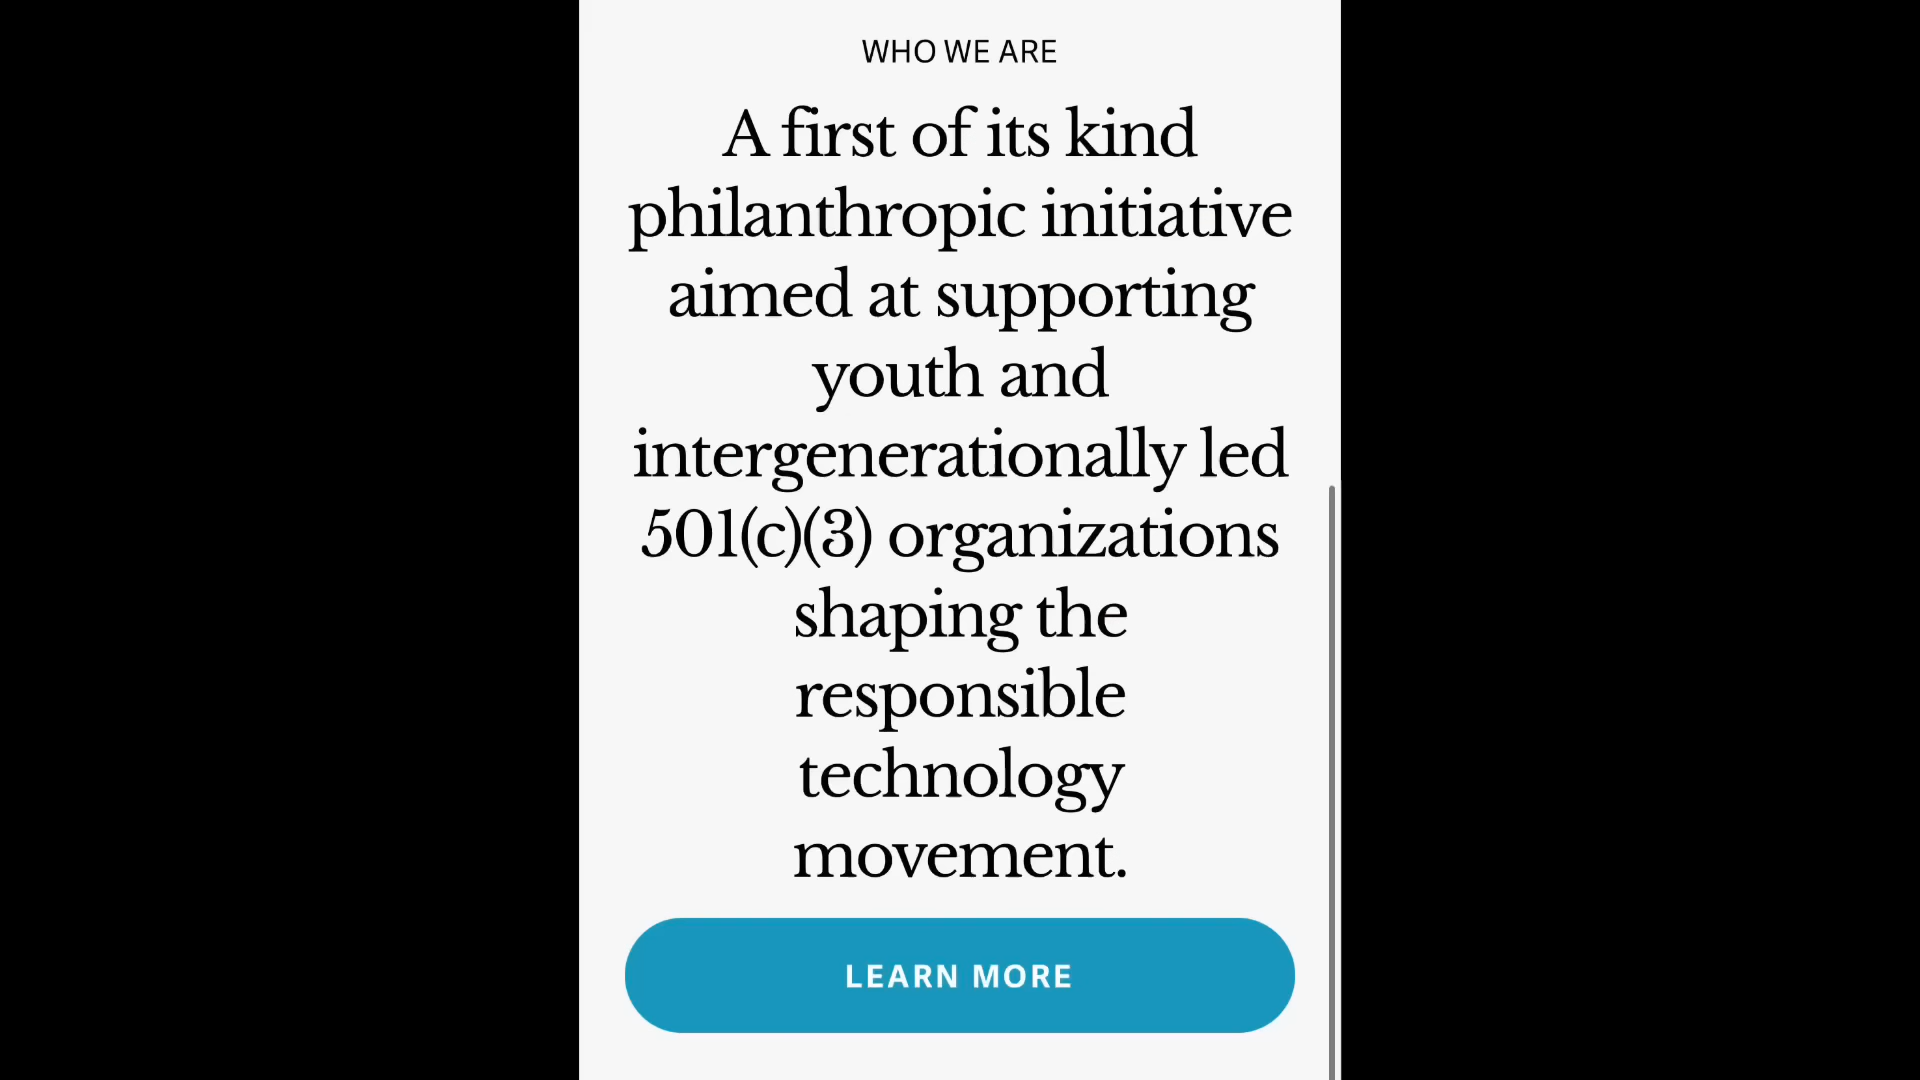 WHO WE ARE
A first of its kind
philanthropic initiative
aimed at supporting
youth and
intergenerationally led
501(c)(3) organizations
shaping the
responsible
technology
movement.
LEARN MORE